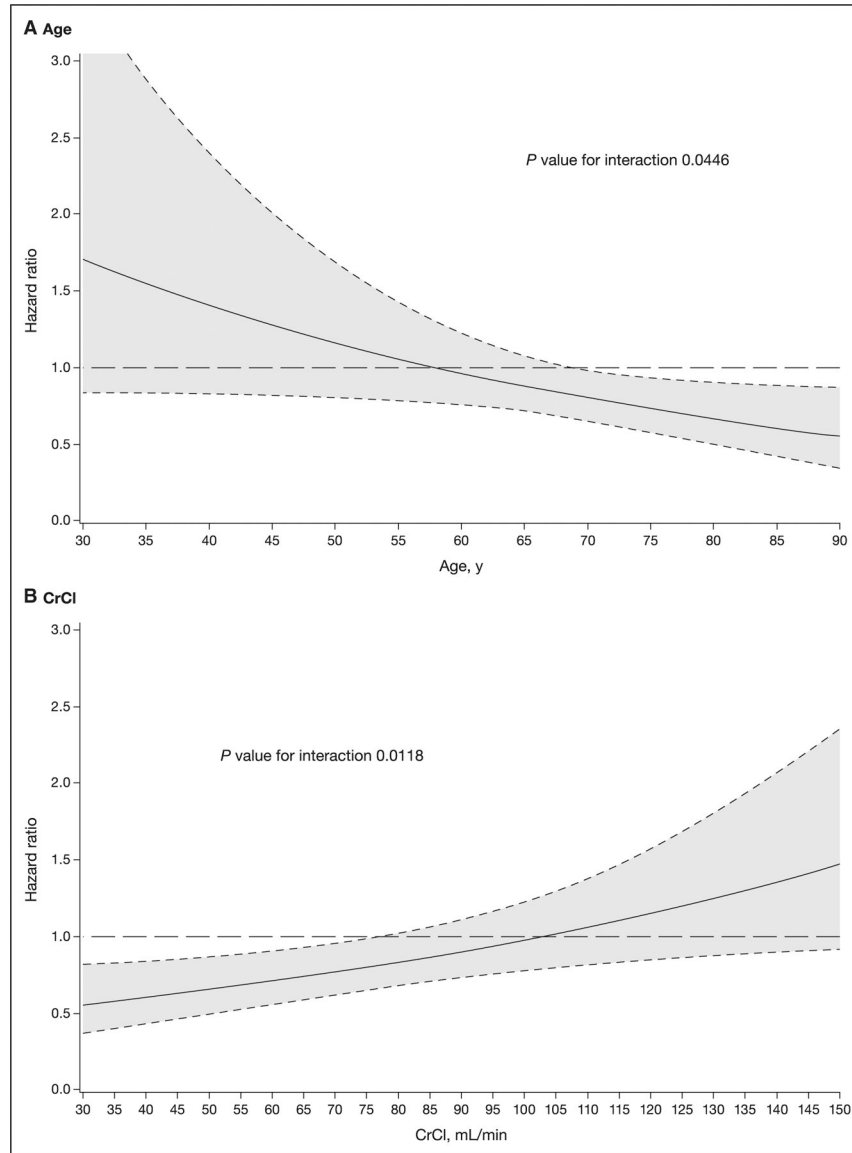 A Age
3.0
2.5
P value for interaction 0.0446
2.0
Hazard ratio
1.5
1.0
0.5
0.0
30 35 40 45 50 55 60 65 70 75 80 85 90
Age, y
B CrCl
3.0
2.5
P value for interaction 0.0118
2.0
Hazard ratio
1.5
1.0
0.5
0.0
30 35 40 45 50 55 60 65 70 75 80 85 90 95 100 105 110 115 120 125 130 135 140 145 150
CrCl, mL/min